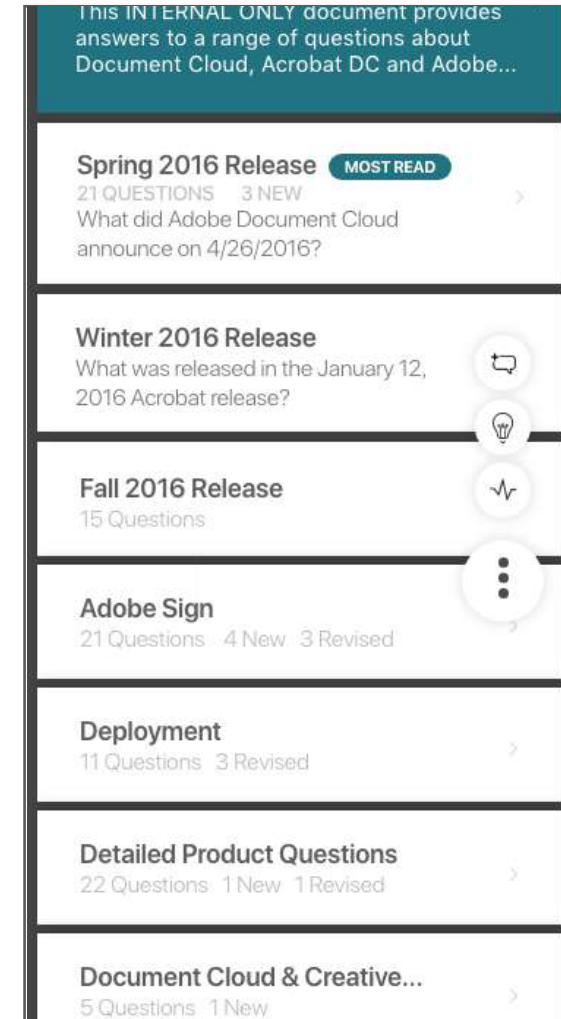 This INTERNAL ONLY document provides
answers to a range of questions about
Document Cloud, Acrobat DC and Adobe...
Spring 2016 Release MOST READ
21 QUESTIONS 3 NEW
What did Adobe Document Cloud
announce on 4/26/2016?
Winter 2016 Release
What was released in the January 12,
2016 Acrobat release?
Fall 2016 Release
15 Questions
Adobe Sign
21 Questions 4 New 3 Revised
Deployment
11 Questions 3 Revised
Detailed Product Questions
22 Questions 1 New 1 Revised
Document Cloud & Creative...
5 Questions 1 New